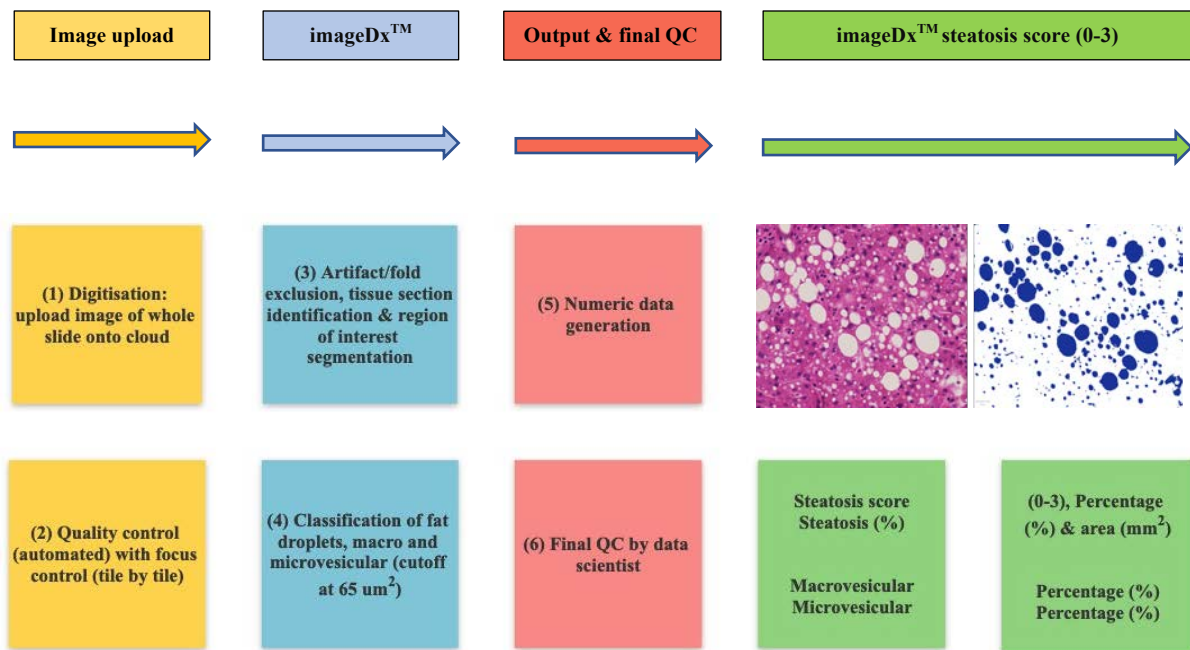 Image upload
imageDx™
Output & final QC
imageDx™ steatosis score (0-3)
(1) Digitisation:
upload image of whole
slide onto cloud
(3) Artifact/fold
exclusion, tissue section
identification & region
of interest
segmentation
(5) Numeric data
generation
(2) Quality control
(automated) with focus
control (tile by tile)
(4) Classification of fat
droplets, macro and
microvesicular (cutoff
at 65 um²)
(6) Final QC by data
scientist
Steatosis score
Steatosis (%)
Macrovesicular
Microvesicular
(0-3), Percentage
(%) & area (mm²)
Percentage (%)
Percentage (%)